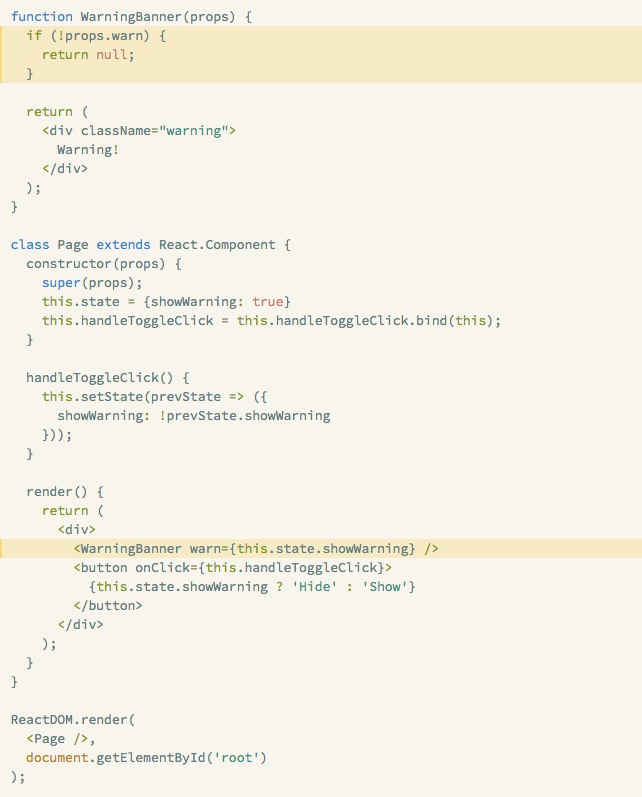 function WarningBanner(props) {
  if (!props.warn) {
    return null;
  }

  return (
    <div className="warning">
      Warning!
    </div>
  );
}

class Page extends React.Component {
  constructor(props) {
    super(props);
    this.state = {showWarning: true}
    this.handleToggleClick = this.handleToggleClick.bind(this);
  }

  handleToggleClick() {
    this.setState(prevState => ({
      showWarning: !prevState.showWarning
    }));
  }

  render() {
    return (
      <div>
        <WarningBanner warn={this.state.showWarning} />
        <button onClick={this.handleToggleClick}>
          {this.state.showWarning ? 'Hide' : 'Show'}
        </button>
      </div>
    );
  }
}

ReactDOM.render(
  <Page />,
  document.getElementById('root')
);